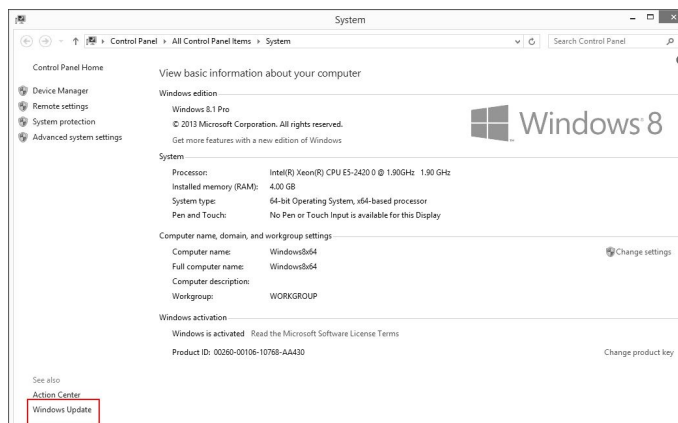 System
Control Panel ▸ All Control Panel Items ▸ System
Search Control Panel
Control Panel Home
Device Manager
Remote settings
System protection
Advanced system settings
View basic information about your computer
Windows edition
Windows 8.1 Pro
© 2013 Microsoft Corporation. All rights reserved.
Get more features with a new edition of Windows
Windows 8
System
Processor: Intel(R) Xeon(R) CPU E5-2420 0 @ 1.90GHz 1.90 GHz
Installed memory (RAM): 4.00 GB
System type: 64-bit Operating System, x64-based processor
Pen and Touch: No Pen or Touch Input is available for this Display
Computer name, domain, and workgroup settings
Computer name: Windows8x64 Change settings
Full computer name: Windows8x64
Computer description:
Workgroup: WORKGROUP
Windows activation
Windows is activated Read the Microsoft Software License Terms
Product ID: 00260-00106-10768-AA430 Change product key
See also
Action Center
Windows Update